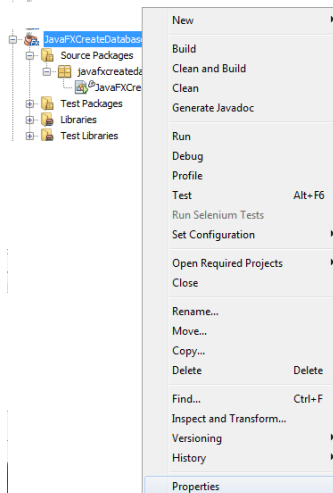 JavaFXCreateDatabase
Source Packages
javafxcreateda
JavaFXCre
Test Packages
Libraries
Test Libraries
New
Build
Clean and Build
Clean
Generate Javadoc
Run
Debug
Profile
Test Alt+F6
Run Selenium Tests
Set Configuration
Open Required Projects
Close
Rename...
Move...
Copy...
Delete Delete
Find... Ctrl+F
Inspect and Transform...
Versioning
History
Properties